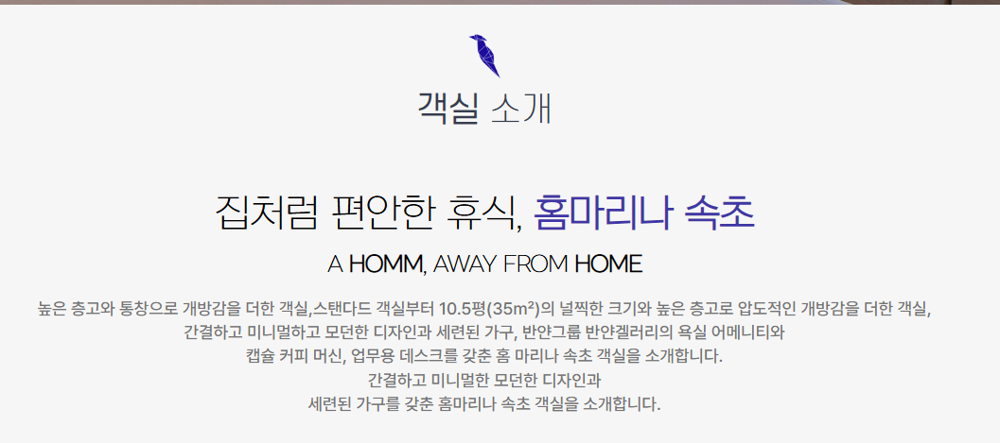 객실 소개
집처럼 편안한 휴식, 홈마리나 속초
A HOMM, AWAY FROM HOME
높은 층고와 통창으로 개방감을 더한 객실,스탠다드 객실부터 10.5평(35m²)의 널찍한 크기와 높은 층고로 압도적인 개방감을 더한 객실,
간결하고 미니멀하고 모던한 디자인과 세련된 가구, 반얀그룹 반얀겔러리의 욕실 어메니티와
캡슐 커피 머신, 업무용 데스크를 갖춘 홈 마리나 속초 객실을 소개합니다.
간결하고 미니멀한 모던한 디자인과
세련된 가구를 갖춘 홈마리나 속초 객실을 소개합니다.